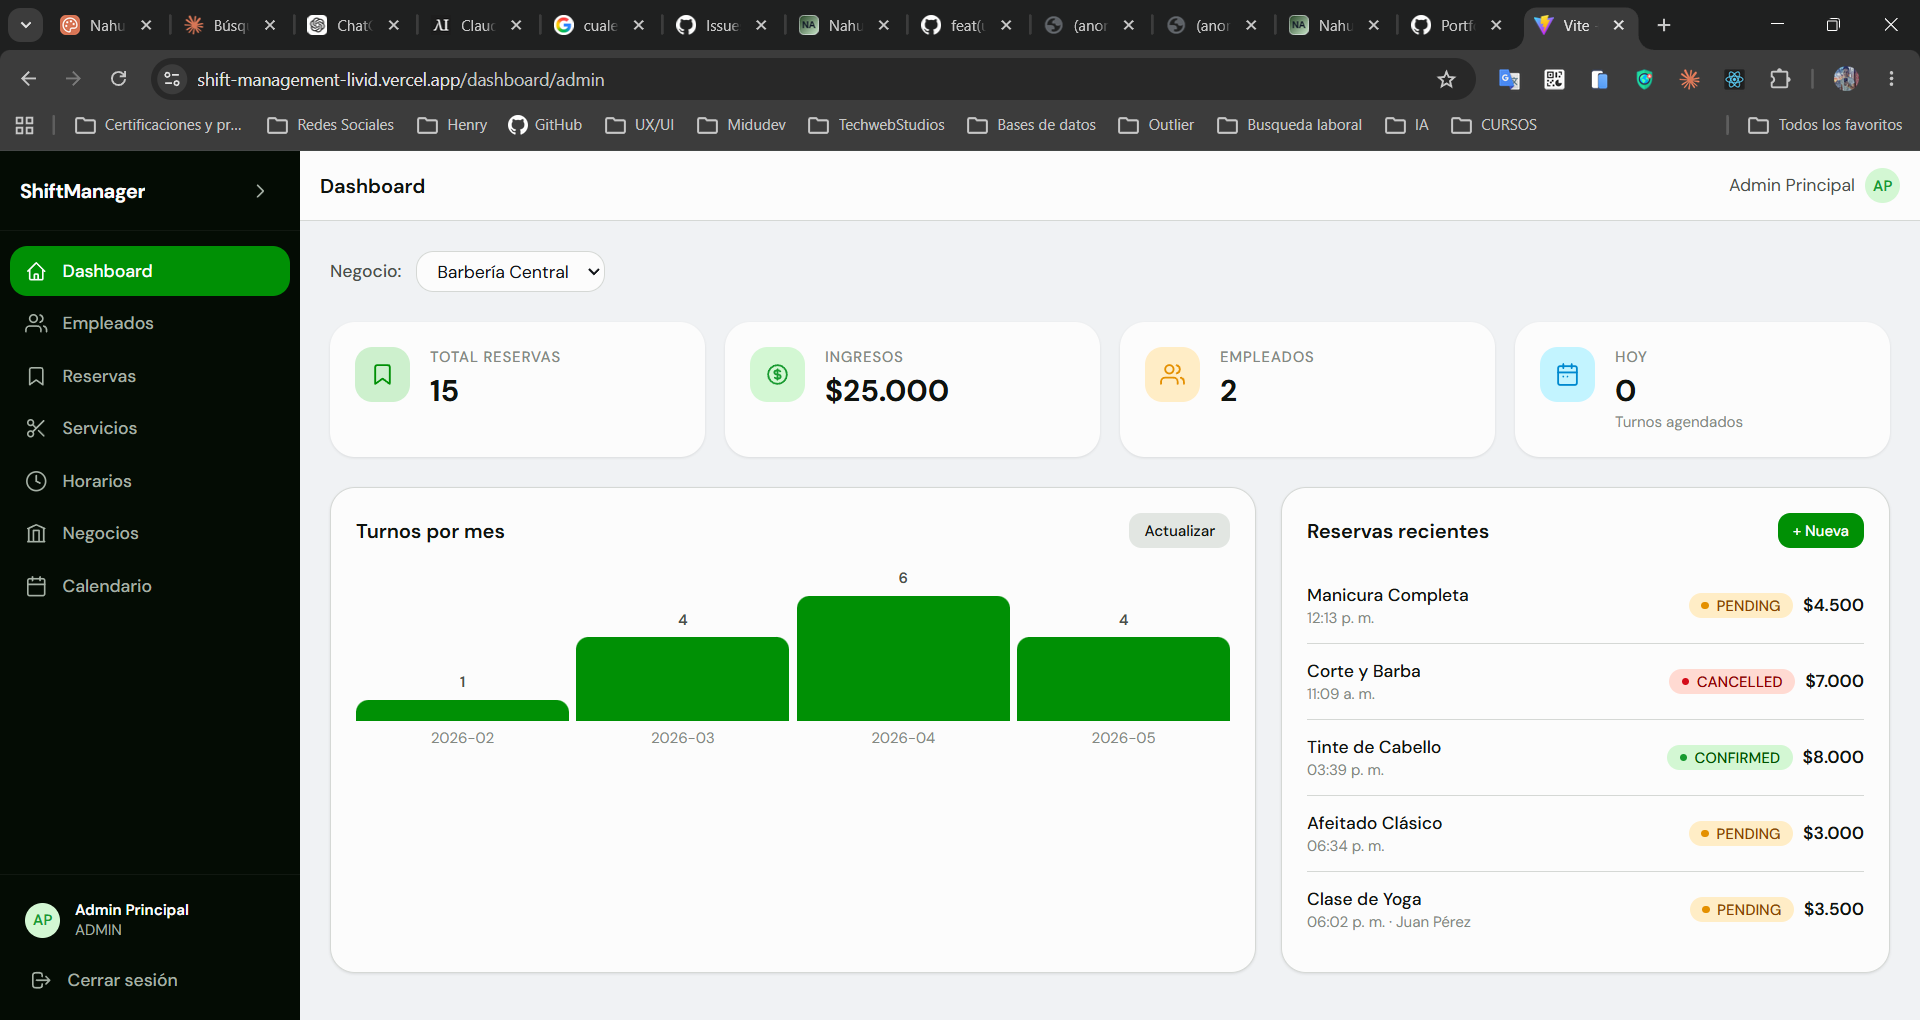 Nahu
Búsq
Chat
Claud
cuale
Issue
NA
Nahu
feat(u
(anor
(anor
NA
Nahu
Portfo
Vite
shift-management-livid.vercel.app/dashboard/admin
Certificaciones y pr...
Redes Sociales
Henry
GitHub
UX/UI
Midudev
TechwebStudios
Bases de datos
Outlier
Busqueda laboral
IA
CURSOS
Todos los favoritos
ShiftManager
Dashboard
Empleados
Reservas
Servicios
Horarios
Negocios
Calendario
AP
Admin Principal
ADMIN
Cerrar sesión
Dashboard
Admin Principal
AP
Negocio:
Barbería Central
TOTAL RESERVAS
15
INGRESOS
$25.000
EMPLEADOS
2
HOY
0
Turnos agendados
Turnos por mes
Actualizar
1
4
6
4
2026-02
2026-03
2026-04
2026-05
Reservas recientes
+ Nueva
Manicura Completa
12:13 p. m.
PENDING
$4.500
Corte y Barba
11:09 a. m.
CANCELLED
$7.000
Tinte de Cabello
03:39 p. m.
CONFIRMED
$8.000
Afeitado Clásico
06:34 p. m.
PENDING
$3.000
Clase de Yoga
06:02 p. m. · Juan Pérez
PENDING
$3.500